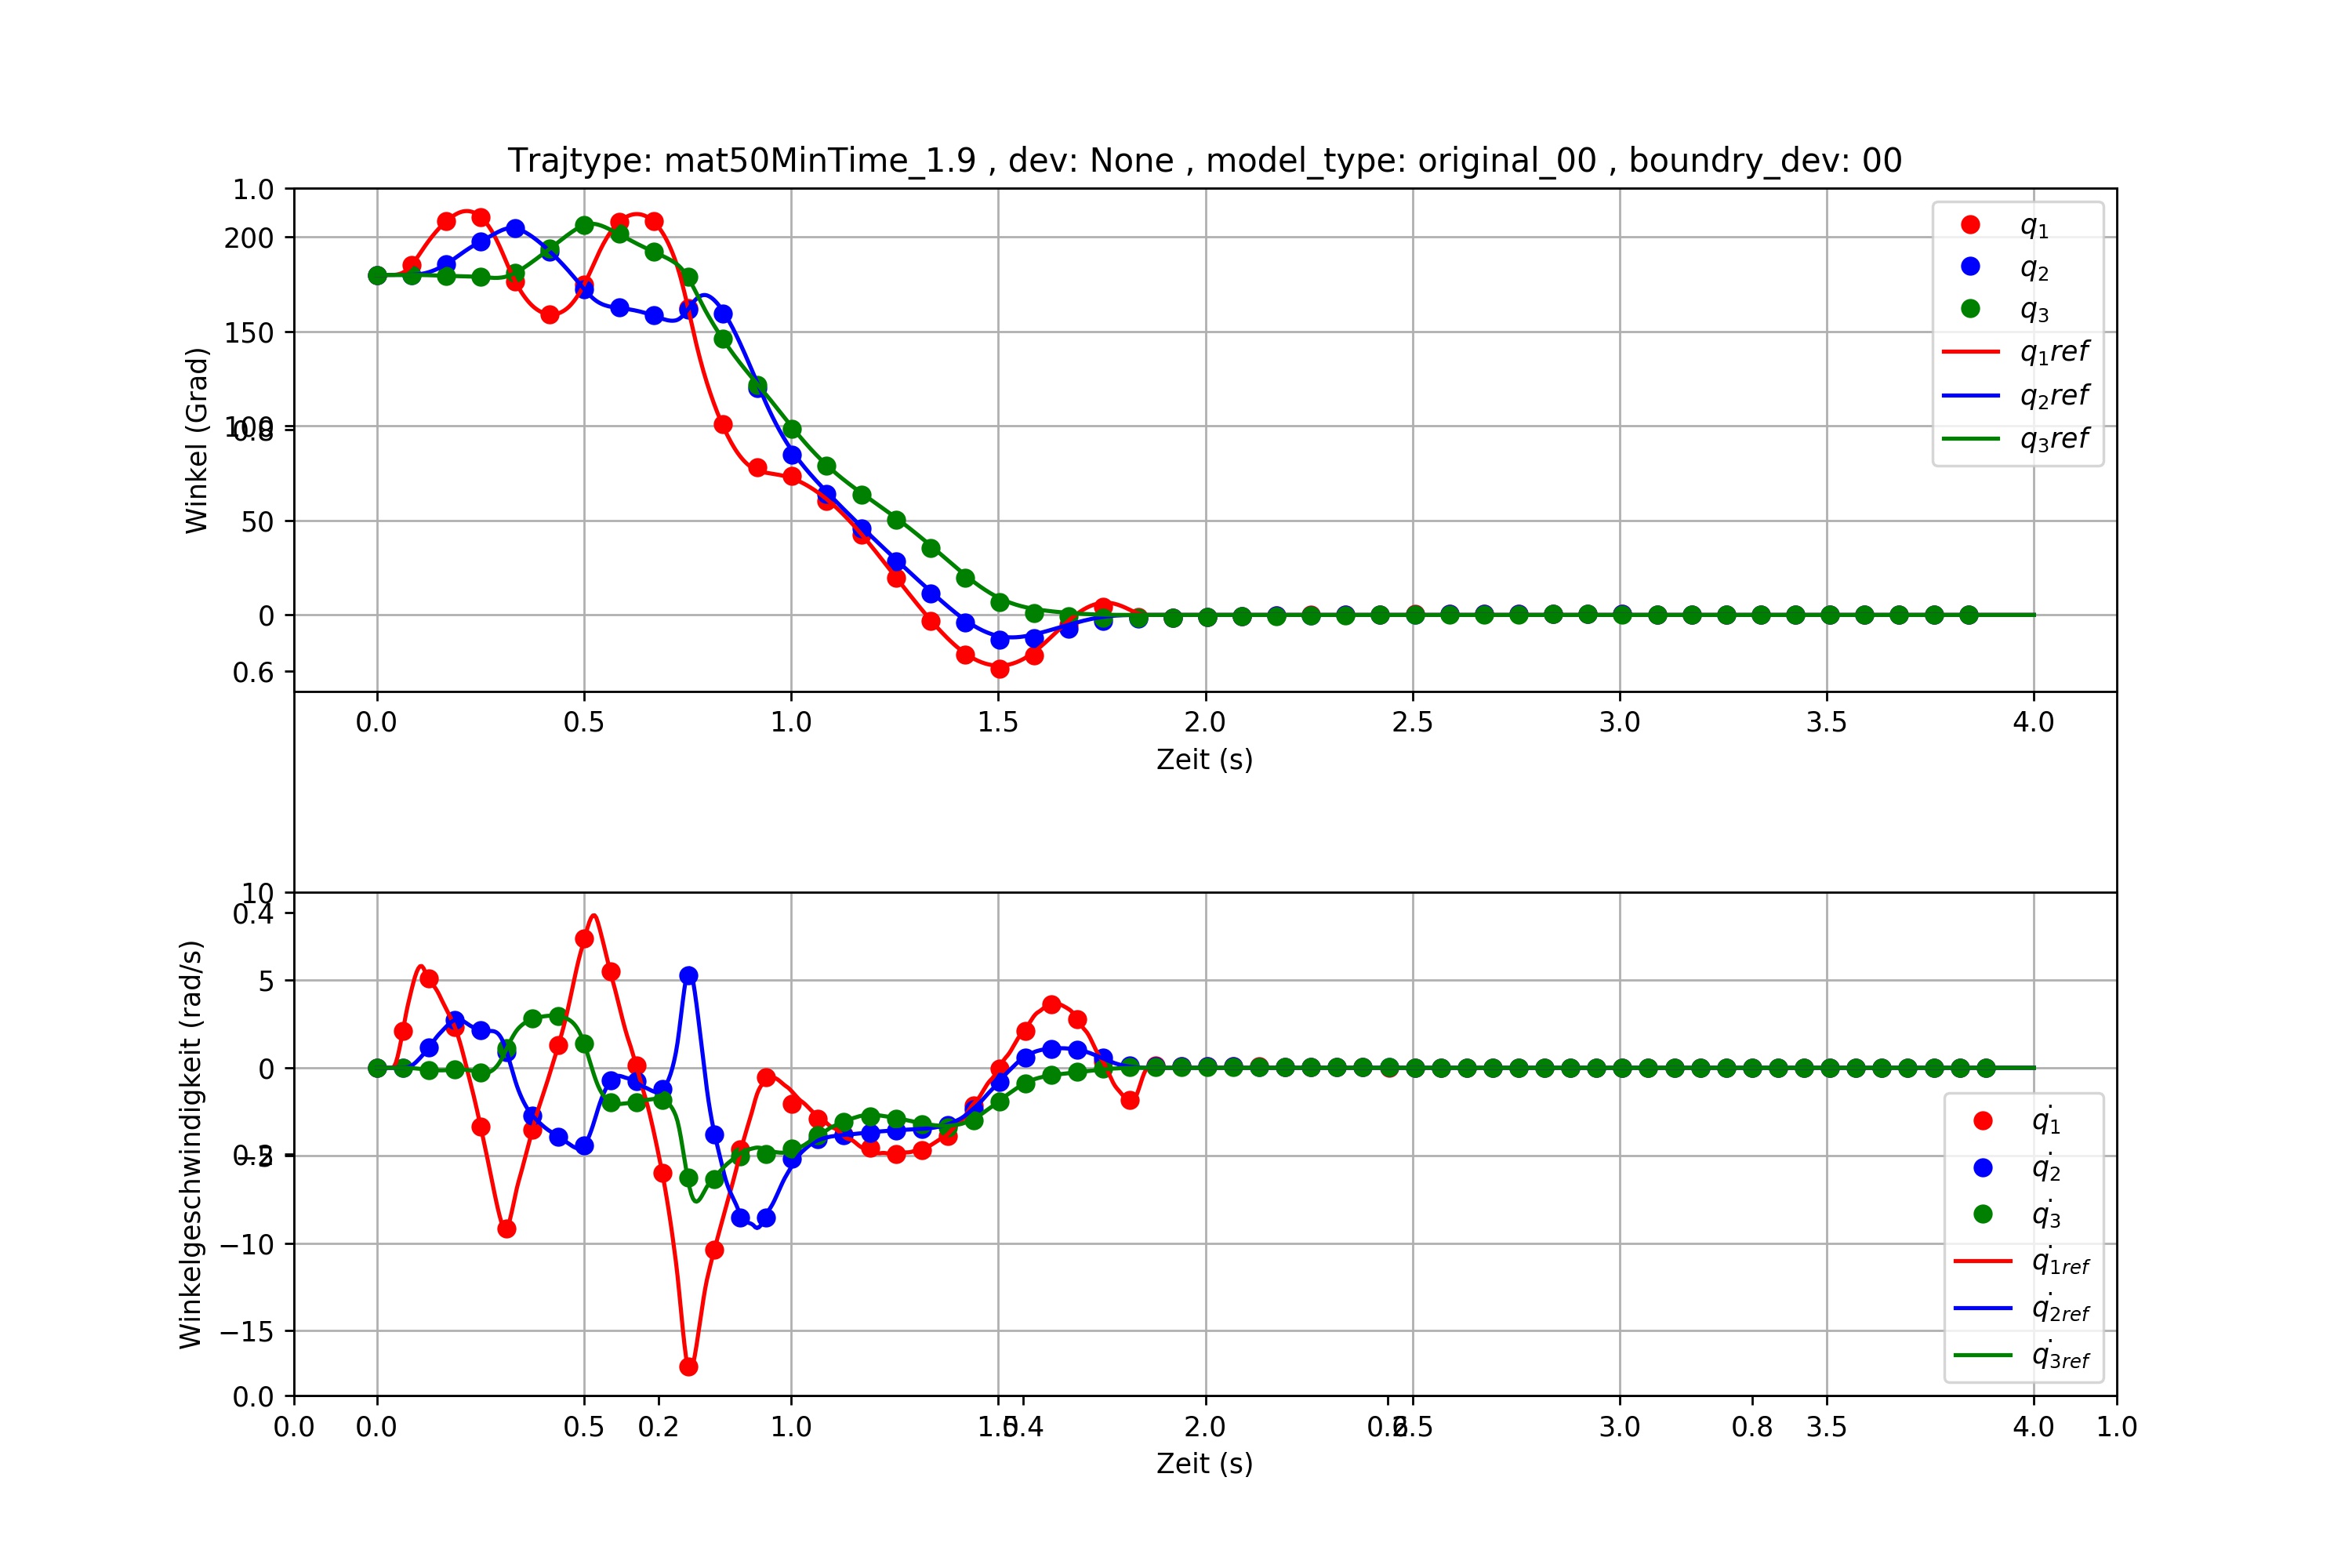 Trajtype: mat50MinTime_1.9 , dev: None , model_type: original_00 , boundry_dev: 00
1.0
200
150
100
0.8
50
0
0.6
Winkel (Grad)
q1
q2
q3
q1ref
q2ref
q3ref
0.0 0.5 1.0 1.5 2.0 2.5 3.0 3.5 4.0
Zeit (s)
10
0.4
5
0
0.2
−5
−10
−15
0.0
Winkelgeschwindigkeit (rad/s)
q̇1
q̇2
q̇3
q̇1ref
q̇2ref
q̇3ref
0.0 0.0 0.5 0.2 1.0 1.5 0.4 2.0 0.6 2.5 3.0 0.8 3.5 4.0 1.0
Zeit (s)